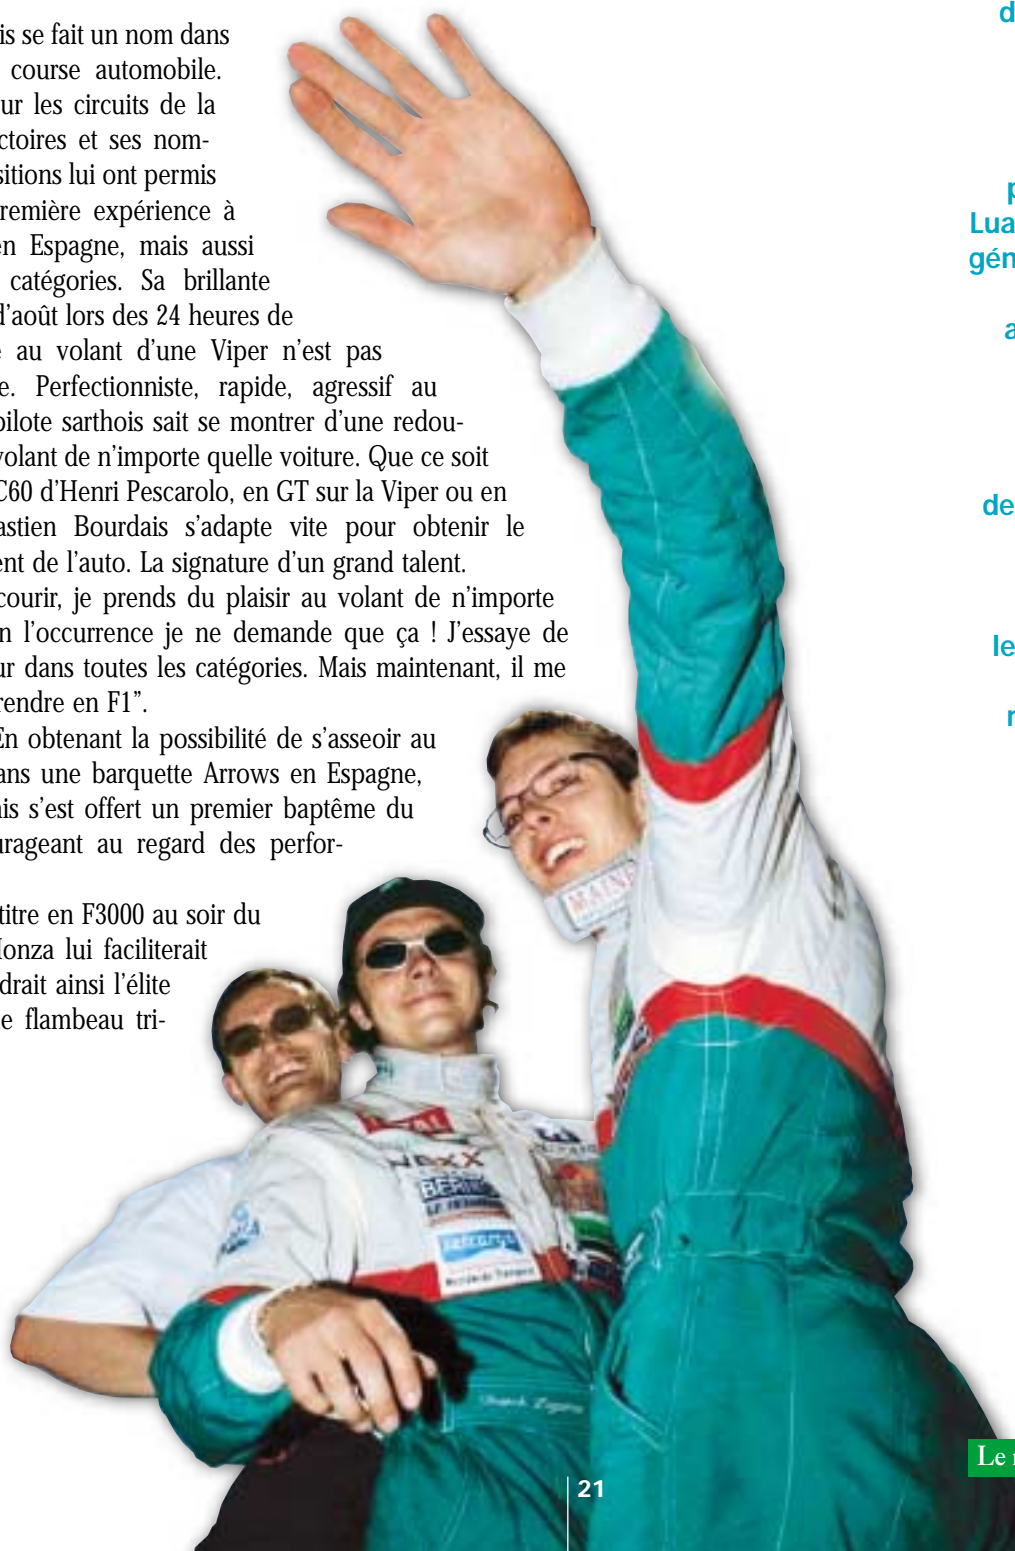 is se fait un nom dans
course automobile.
ur les circuits de la
ctoires et ses nom-
sitions lui ont permis
remière expérience à
en Espagne, mais aussi
catégories. Sa brillante
d'août lors des 24 heures de
e au volant d'une Viper n'est pas
e. Perfectionniste, rapide, agressif au
pilote sarthois sait se montrer d'une redou-
volant de n'importe quelle voiture. Que ce soit
C60 d'Henri Pescarolo, en GT sur la Viper ou en
astien Bourdais s'adapte vite pour obtenir le
ent de l'auto. La signature d'un grand talent.
courir, je prends du plaisir au volant de n'importe
n l'occurrence je ne demande que ça ! J'essaye de
ur dans toutes les catégories. Mais maintenant, il me
rendre en F1”.
En obtenant la possibilité de s'asseoir au
ans une barquette Arrows en Espagne,
ais s'est offert un premier baptême du
urageant au regard des perfor-
titre en F3000 au soir du
Monza lui faciliterait
drait ainsi l'élite
e flambeau tri-
d
p
Lua
gén
a
de
le
r
MAINE
TOTAL
21
Le